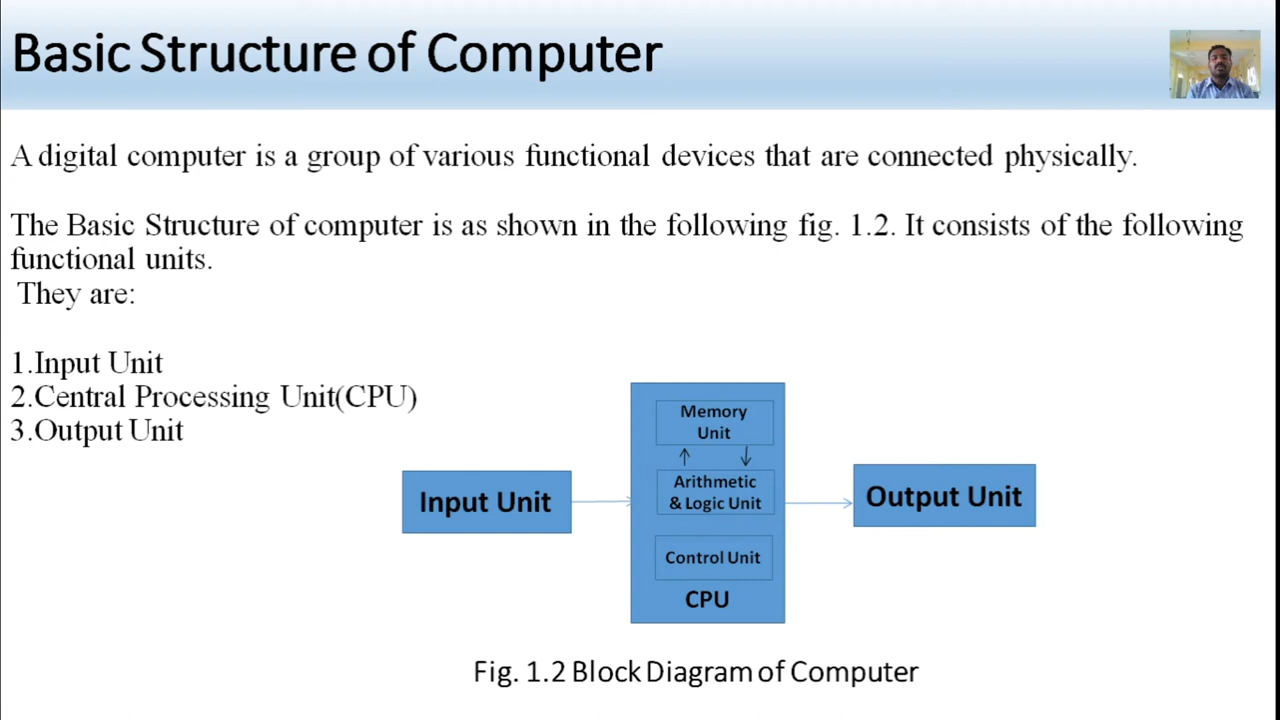 Basic Structure of Computer
A digital computer is a group of various functional devices that are connected physically.
The Basic Structure of computer is as shown in the following fig. 1.2. It consists of the following
functional units.
They are:
1.Input Unit
2.Central Processing Unit(CPU)
3.Output Unit
Memory
Unit
Arithmetic
& Logic Unit
Control Unit
CPU
Input Unit
Output Unit
Fig. 1.2 Block Diagram of Computer